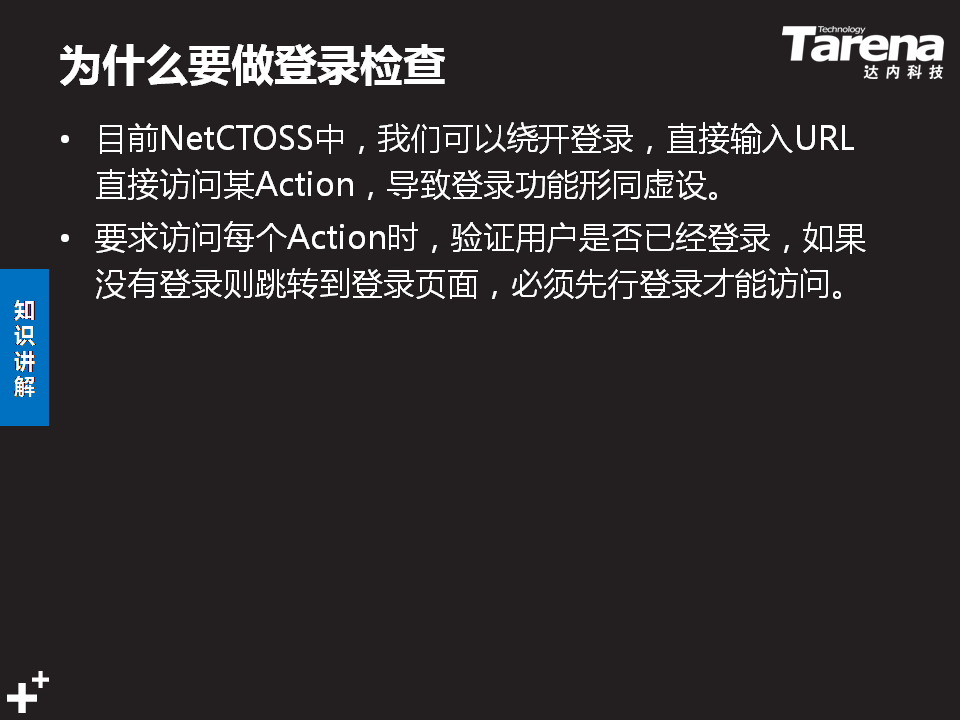 为什么要做登录检查
Technology
Tarena
达内科技
• 目前NetCTOSS中，我们可以绕开登录，直接输入URL
直接访问某Action，导致登录功能形同虚设。
• 要求访问每个Action时，验证用户是否已经登录，如果
没有登录则跳转到登录页面，必须先行登录才能访问。
知
识
讲
解